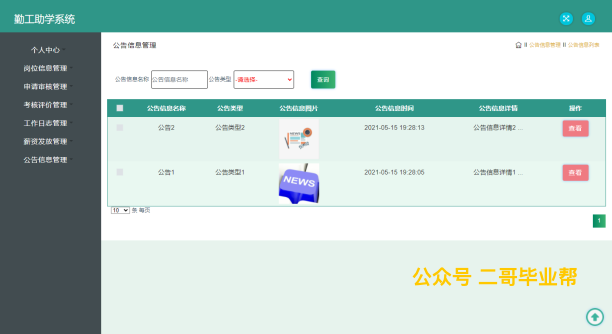 勤工助学系统
个人中心
岗位信息管理
申请审核管理
考核评价管理
工作日志管理
薪资发放管理
公告信息管理
公告信息管理
公告信息管理 公告信息列表
公告信息名称 公告信息名称 公告类型 -请选择- 查询
公告信息名称 公告类型 公告信息图片 公告信息时间 公告信息详情 操作
公告2 公告类型2 2021-05-15 19:28:13 公告信息详情2 ... 查看
公告1 公告类型1 NEWS 2021-05-15 19:28:05 公告信息详情1 ... 查看
10 条 每页
1
公众号 二哥毕业帮